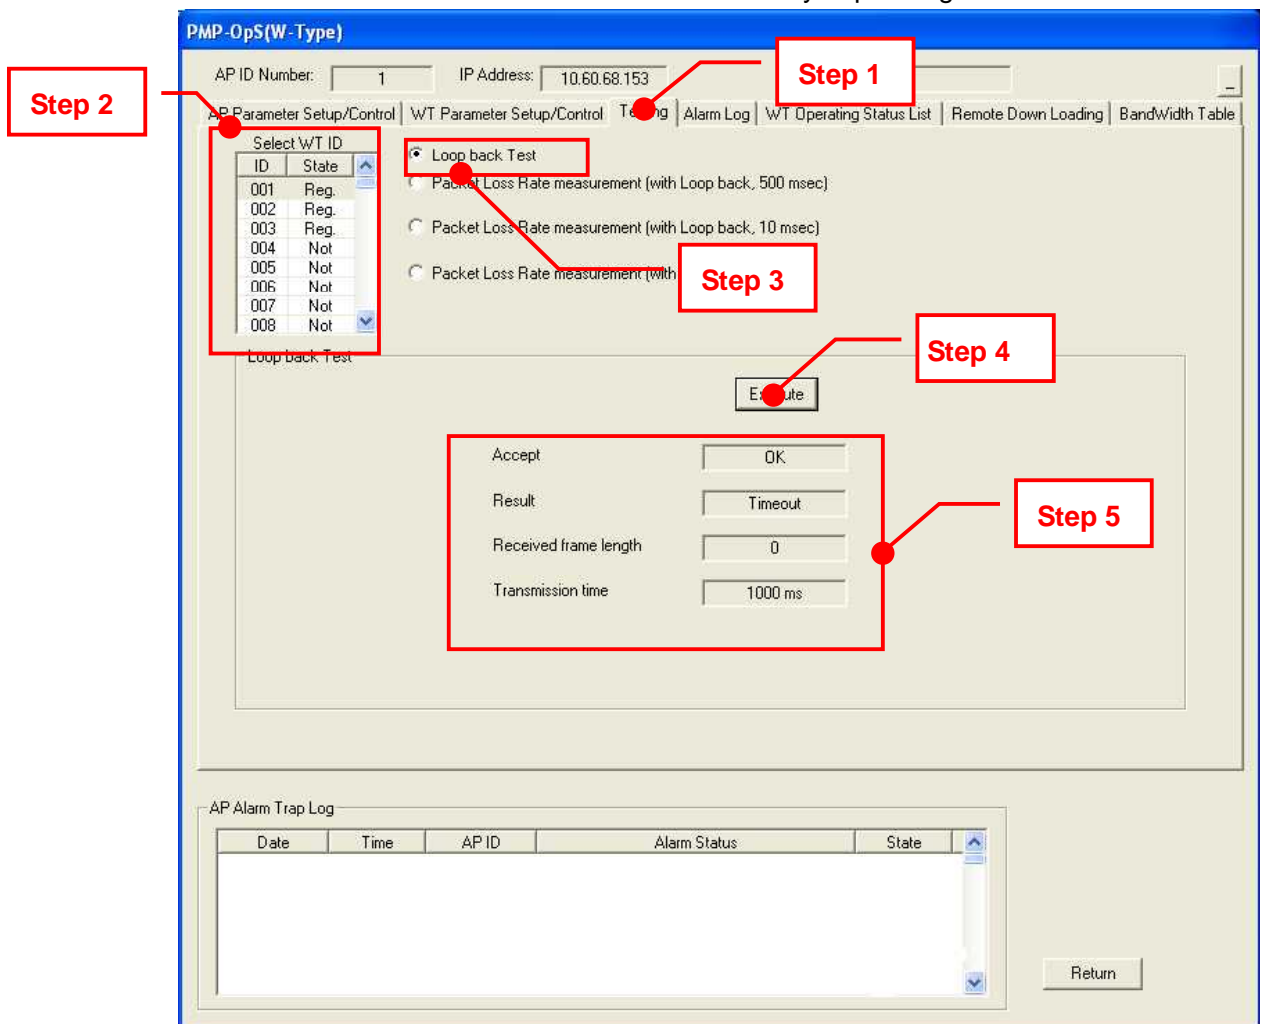 PMP-OpS(W-Type)
AP ID Number: 1 IP Address: 10.60.68.153
Step 1
Step 2
AP Parameter Setup/Control WT Parameter Setup/Control Alarm Log WT Operating Status List Remote Down Loading BandWidth Table
Select WT ID
ID State
001 Reg.
002 Reg.
003 Reg.
004 Not
005 Not
006 Not
007 Not
008 Not
Loop back Test
Packet Loss Rate measurement (with Loop back, 500 msec)
Packet Loss Rate measurement (with Loop back, 10 msec)
Packet Loss Rate measurement (with
Step 3
Step 4
Loop back Test
Accept OK
Result Timeout
Received frame length 0
Transmission time 1000 ms
Step 5
AP Alarm Trap Log
Date Time AP ID Alarm Status State
Return